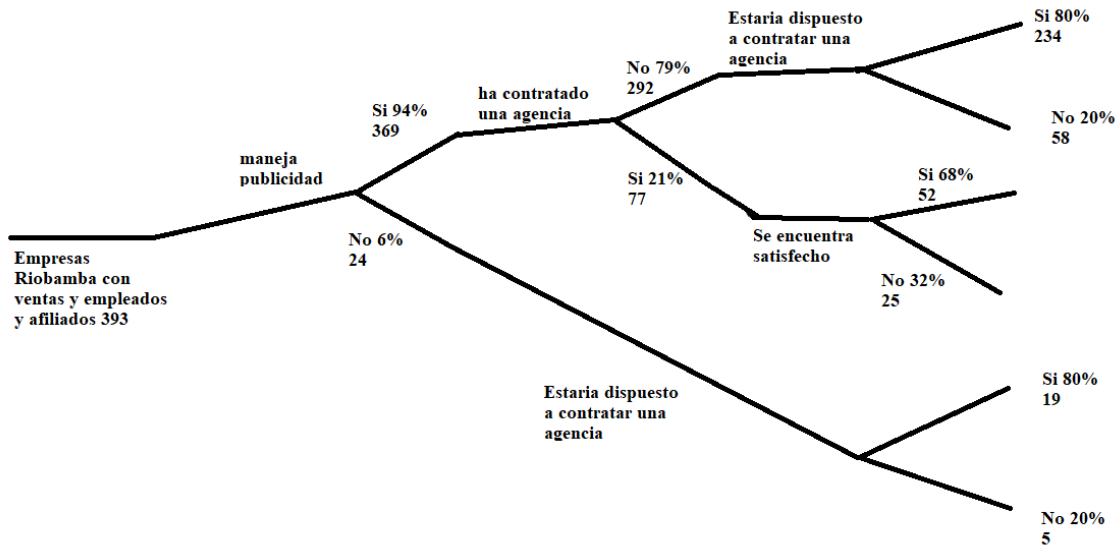 Empresas
Riobamba con
ventas y empleados
y afiliados 393
maneja
publicidad
Si 94%
369
No 6%
24
ha contratado
una agencia
No 79%
292
Si 21%
77
Estaria dispuesto
a contratar una
agencia
Si 80%
234
No 20%
58
Se encuentra
satisfecho
Si 68%
52
No 32%
25
Estaria dispuesto
a contratar una
agencia
Si 80%
19
No 20%
5